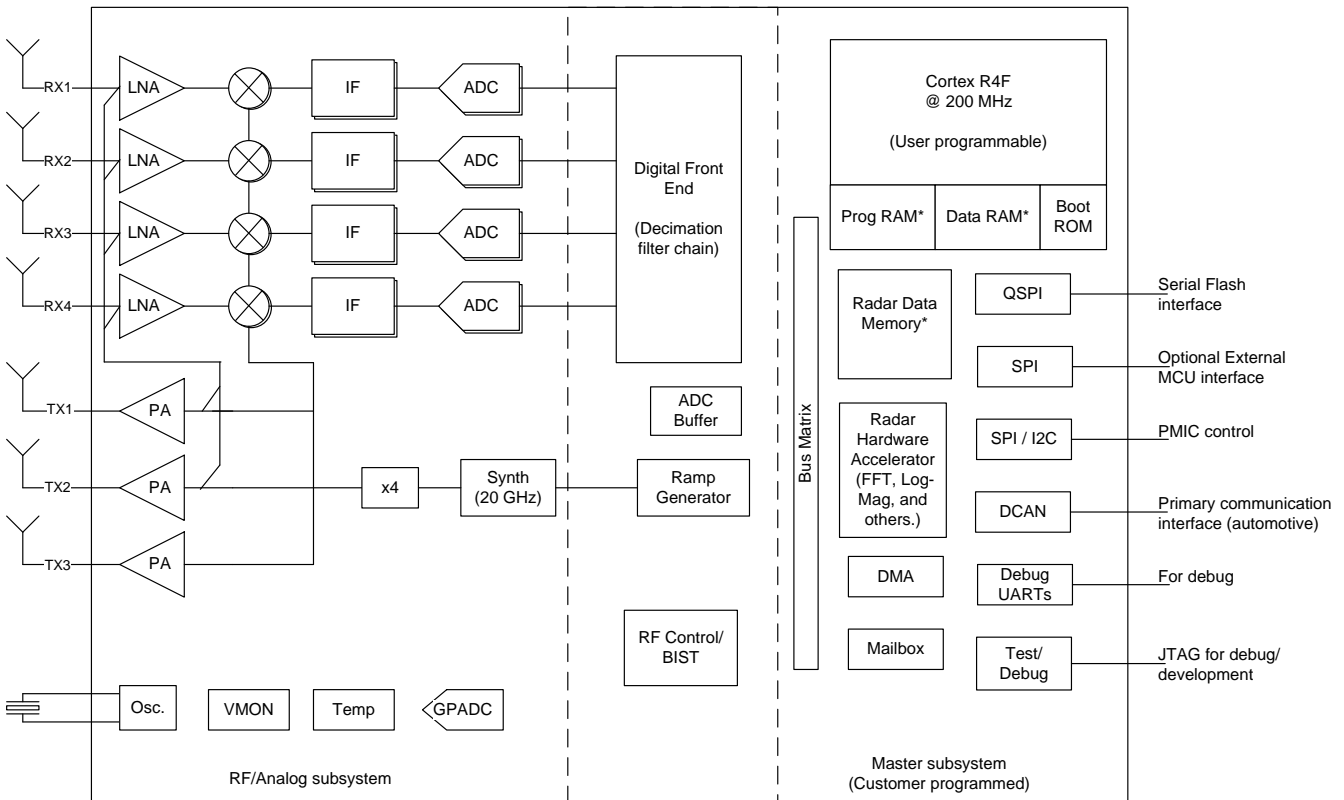 RX1
LNA
IF
ADC
RX2
LNA
IF
ADC
RX3
LNA
IF
ADC
RX4
LNA
IF
ADC
TX1
PA
TX2
PA
TX3
PA
x4
Synth
(20 GHz)
Osc.
VMON
Temp
GPADC
RF/Analog subsystem
Digital Front
End
(Decimation
filter chain)
ADC
Buffer
Ramp
Generator
RF Control/
BIST
Bus Matrix
Cortex R4F
@ 200 MHz
(User programmable)
Prog RAM*
Data RAM*
Boot
ROM
Radar Data
Memory*
Radar
Hardware
Accelerator
(FFT, Log-
Mag, and
others.)
DMA
Mailbox
QSPI
Serial Flash
interface
SPI
Optional External
MCU interface
SPI / I2C
PMIC control
DCAN
Primary communication
interface (automotive)
Debug
UARTs
For debug
Test/
Debug
JTAG for debug/
development
Master subsystem
(Customer programmed)